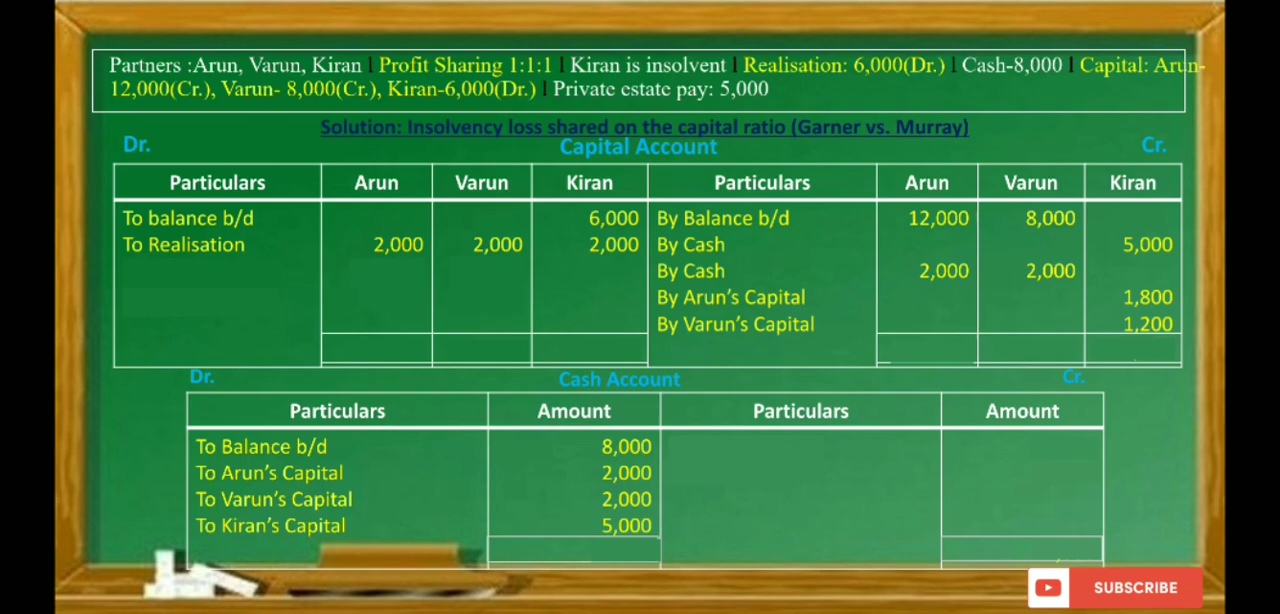 Partners :Arun, Varun, Kiran | Profit Sharing 1:1:1 | Kiran is insolvent | Realisation: 6,000(Dr.) | Cash-8,000 | Capital: Arun-
12,000(Cr.), Varun- 8,000(Cr.), Kiran-6,000(Dr.) | Private estate pay: 5,000
Solution: Insolvency loss shared on the capital ratio (Garner vs. Murray)
Dr. Capital Account Cr.
Particulars Arun Varun Kiran Particulars Arun Varun Kiran
To balance b/d 6,000 By Balance b/d 12,000 8,000
To Realisation 2,000 2,000 2,000 By Cash 5,000
By Cash 2,000 2,000
By Arun's Capital 1,800
By Varun's Capital 1,200
Dr. Cash Account Cr.
Particulars Amount Particulars Amount
To Balance b/d 8,000
To Arun's Capital 2,000
To Varun's Capital 2,000
To Kiran's Capital 5,000
SUBSCRIBE